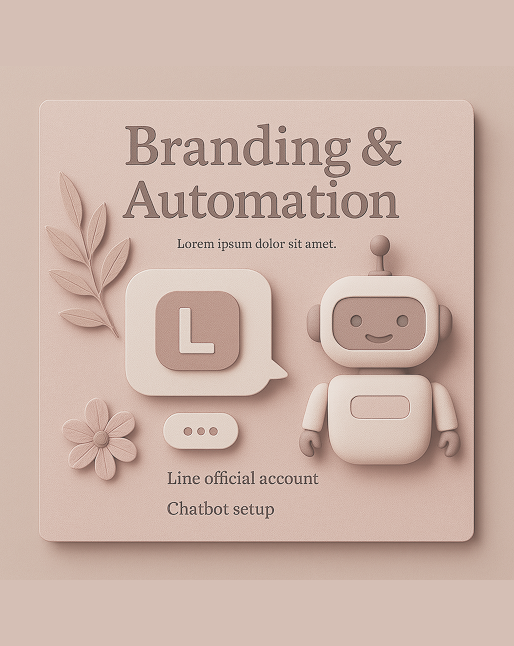 Branding &
Automation
Lorem ipsum dolor sit amet.
L
Line official account
Chatbot setup